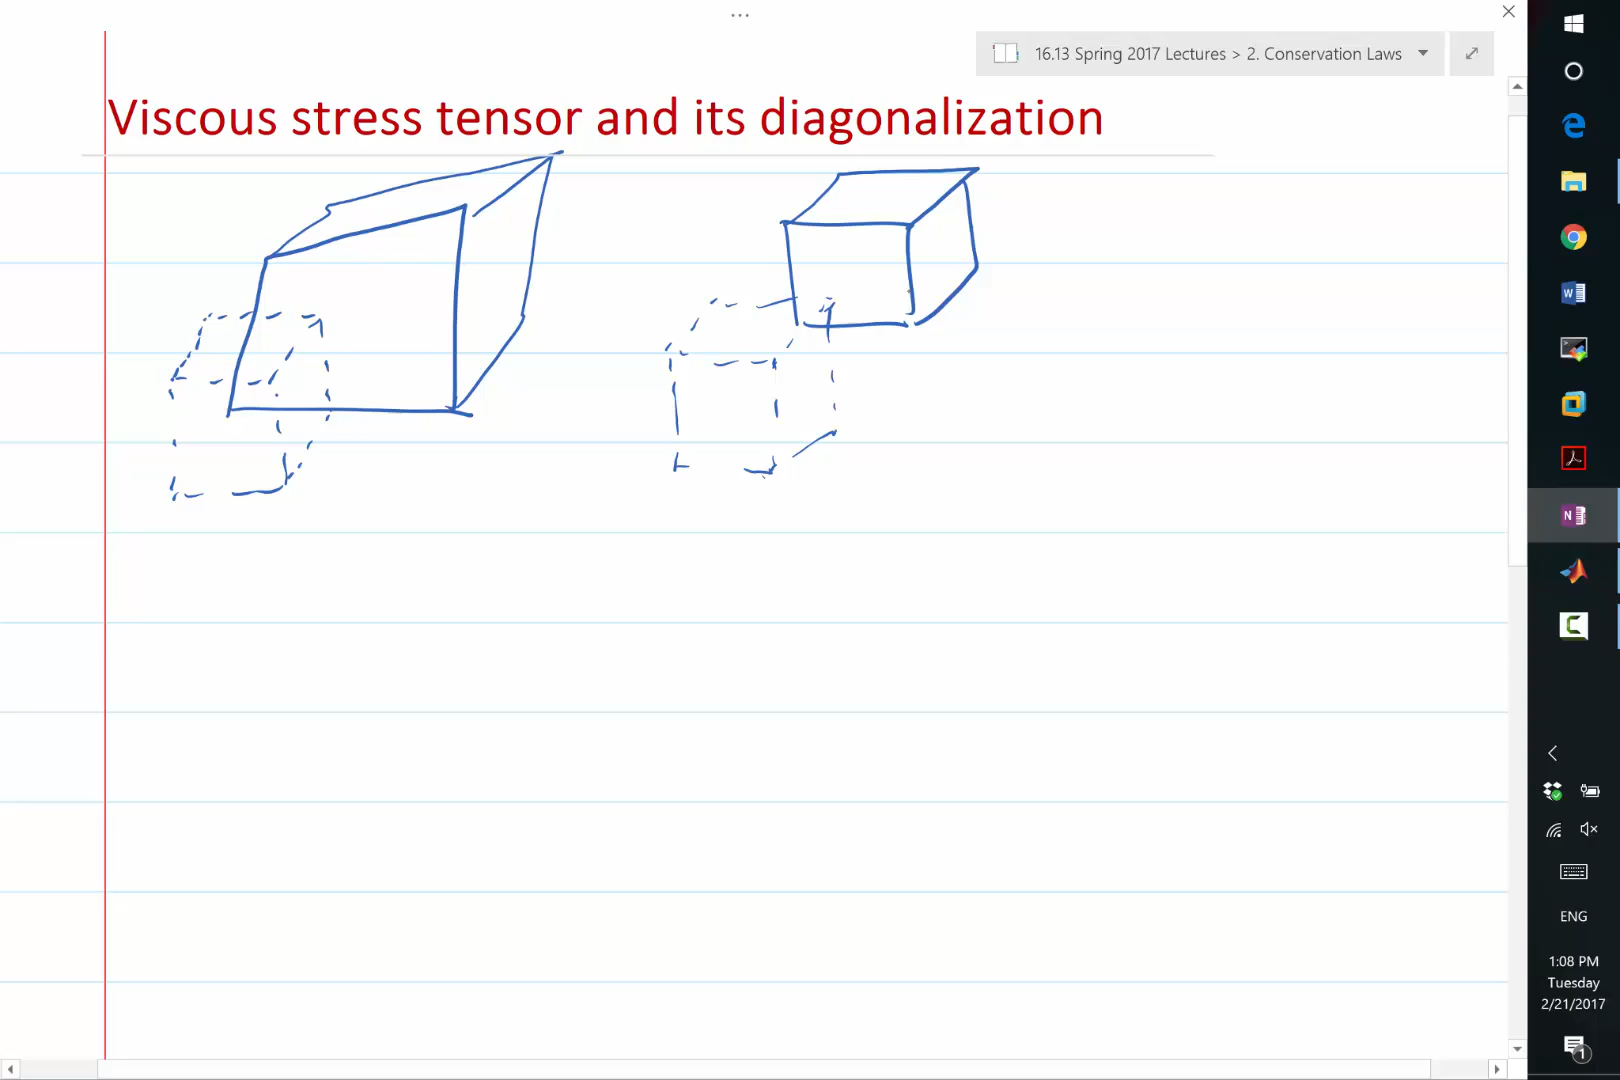 16.13 Spring 2017 Lectures > 2. Conservation Laws
Viscous stress tensor and its diagonalization
ENG
1:08 PM
Tuesday
2/21/2017
1